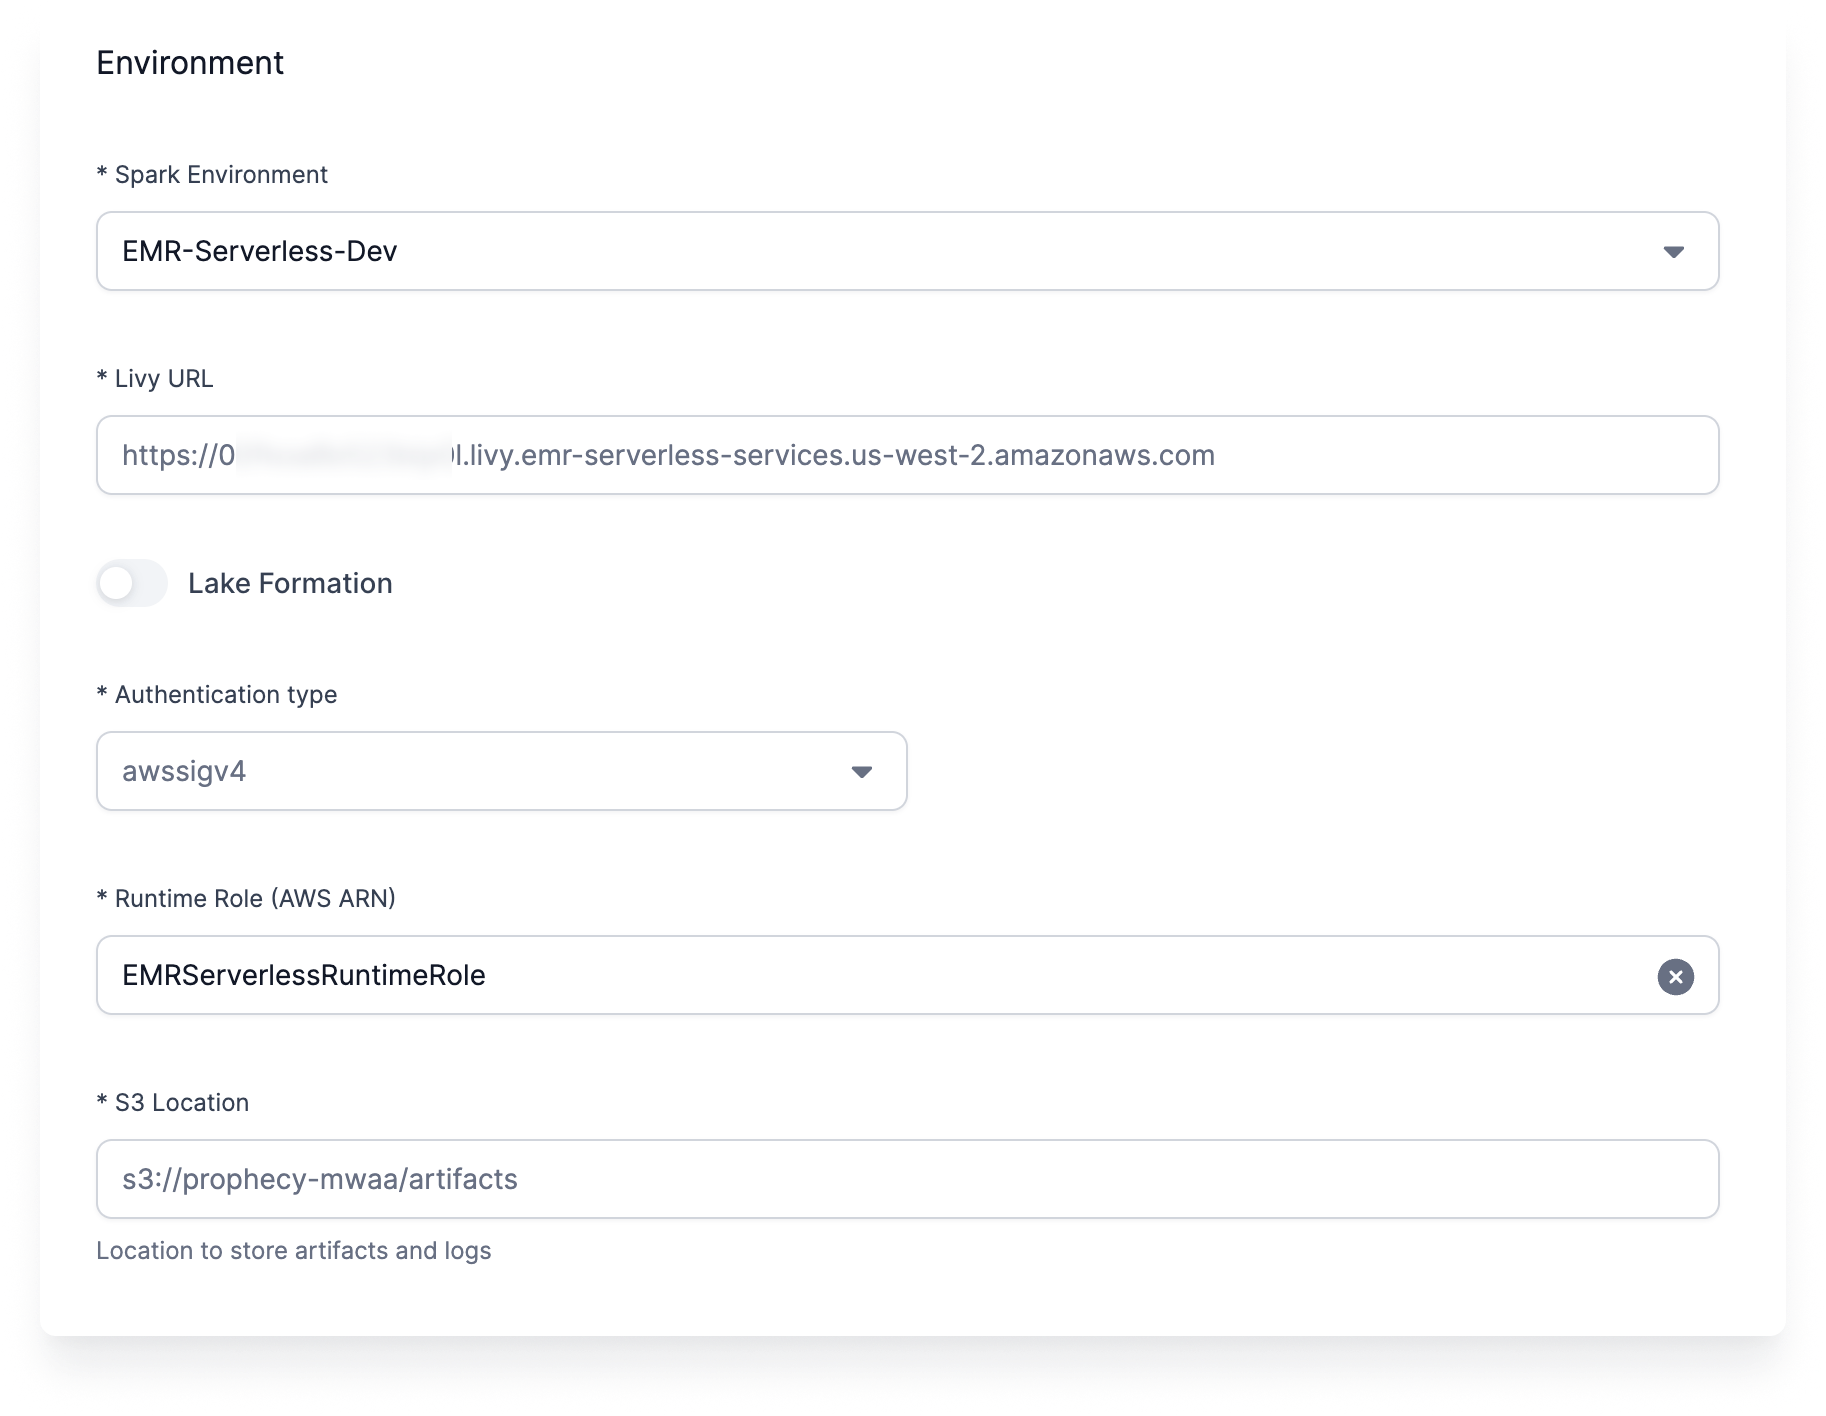 Environment
* Spark Environment
EMR-Serverless-Dev
* Livy URL
https://0 l.livy.emr-serverless-services.us-west-2.amazonaws.com
Lake Formation
* Authentication type
awssigv4
* Runtime Role (AWS ARN)
EMRServerlessRuntimeRole
* S3 Location
s3://prophecy-mwaa/artifacts
Location to store artifacts and logs